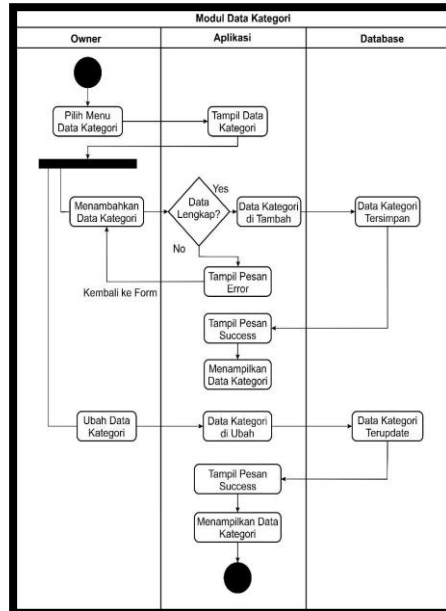 Modul Data Kategori
Owner
Aplikasi
Database
Pilih Menu
Data Kategori
Tampil Data
Kategori
Menambahkan
Data Kategori
Data
Lengkap?
Yes
No
Data Kategori
di Tambah
Data Kategori
Tersimpan
Tampil Pesan
Error
Kembali ke Form
Tampil Pesan
Success
Menampilkan
Data Kategori
Ubah Data
Kategori
Data Kategori
di Ubah
Data Kategori
Terupdate
Tampil Pesan
Success
Menampilkan Data
Kategori